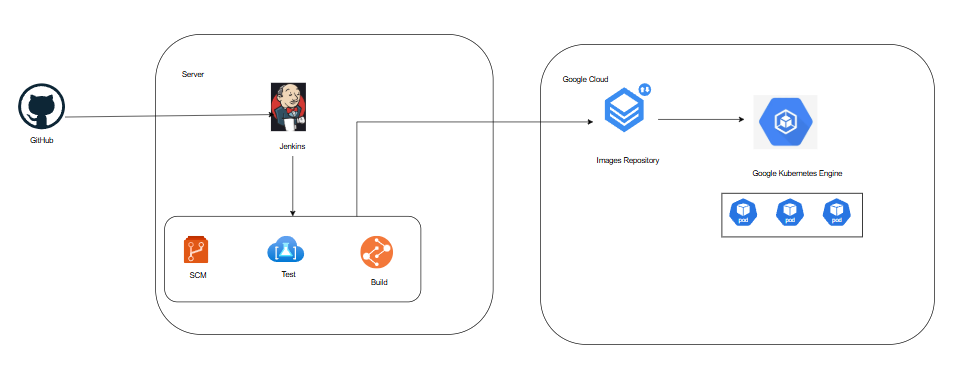 Server
Google Cloud
GitHub
Jenkins
Images Repository
Google Kubernetes Engine
pod
pod
pod
SCM
Test
Build